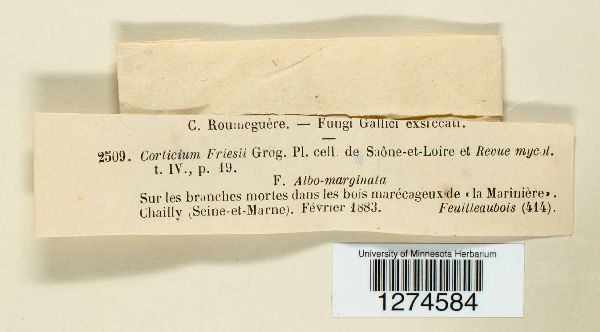 C. Roumeguère. — Fungi Gallici exsiccati.
2509. Corticium Friesii Grog. Pl. cell. de Saône-et-Loire et Revue mycol.
t. IV., p. 19.
F. Albo-marginata
Sur les branches mortes dans les bois marécageux de « la Marinière ».
Chailly (Seine-et-Marne). Février 1883. Feuilleaubois (414).
University of Minnesota Herbarium
1274584